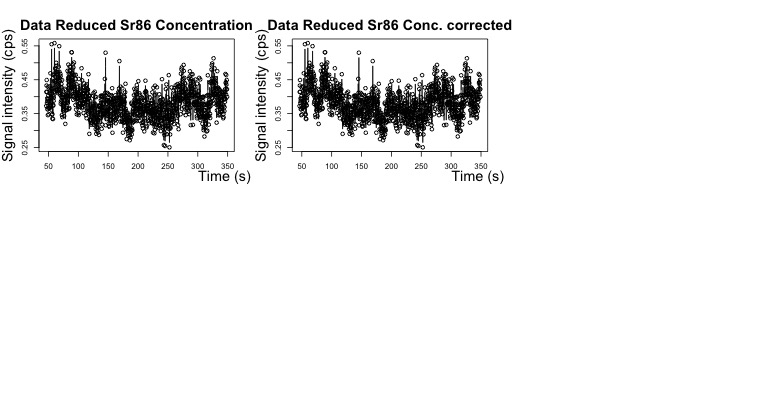 Data Reduced Sr86 Concentration
Signal intensity (cps)
0.25 0.35 0.45 0.55
50 100 150 200 250 300 350
Time (s)
Data Reduced Sr86 Conc. corrected
Signal intensity (cps)
0.25 0.35 0.45 0.55
50 100 150 200 250 300 350
Time (s)